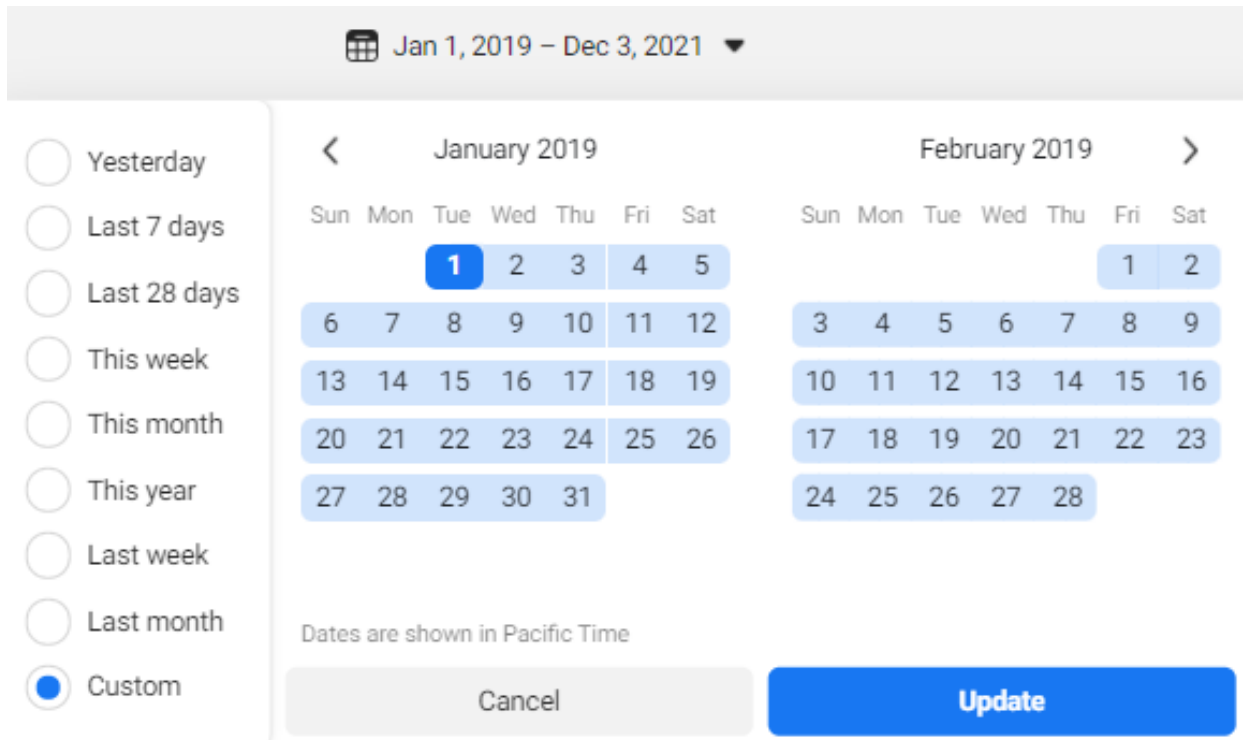 Jan 1, 2019 – Dec 3, 2021
Yesterday
Last 7 days
Last 28 days
This week
This month
This year
Last week
Last month
Custom
January 2019
Sun Mon Tue Wed Thu Fri Sat
1 2 3 4 5
6 7 8 9 10 11 12
13 14 15 16 17 18 19
20 21 22 23 24 25 26
27 28 29 30 31
February 2019
Sun Mon Tue Wed Thu Fri Sat
1 2
3 4 5 6 7 8 9
10 11 12 13 14 15 16
17 18 19 20 21 22 23
24 25 26 27 28
Dates are shown in Pacific Time
Cancel
Update